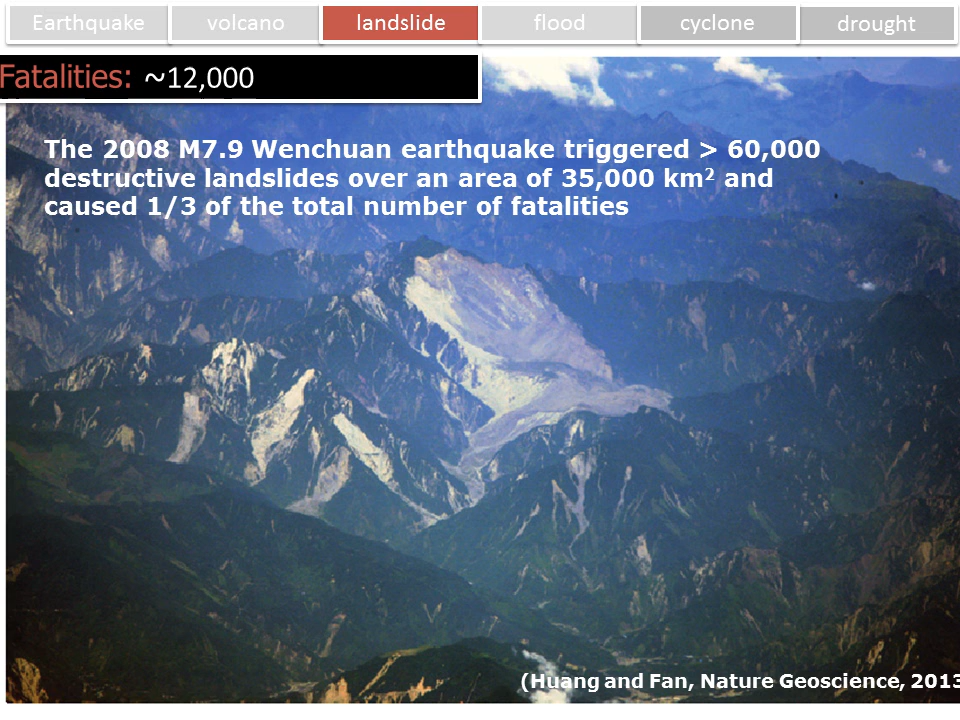 Earthquake volcano landslide flood cyclone drought
Fatalities: ~12,000
The 2008 M7.9 Wenchuan earthquake triggered > 60,000
destructive landslides over an area of 35,000 km² and
caused 1/3 of the total number of fatalities
(Huang and Fan, Nature Geoscience, 2013